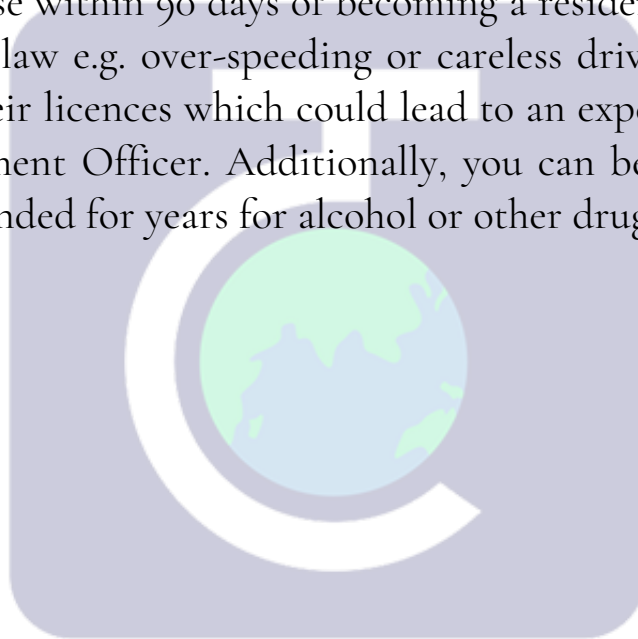 se within 90 days of becoming a reside
law e.g. over-speeding or careless driv
eir licences which could lead to an exp
nent Officer. Additionally, you can be
nded for years for alcohol or other drug